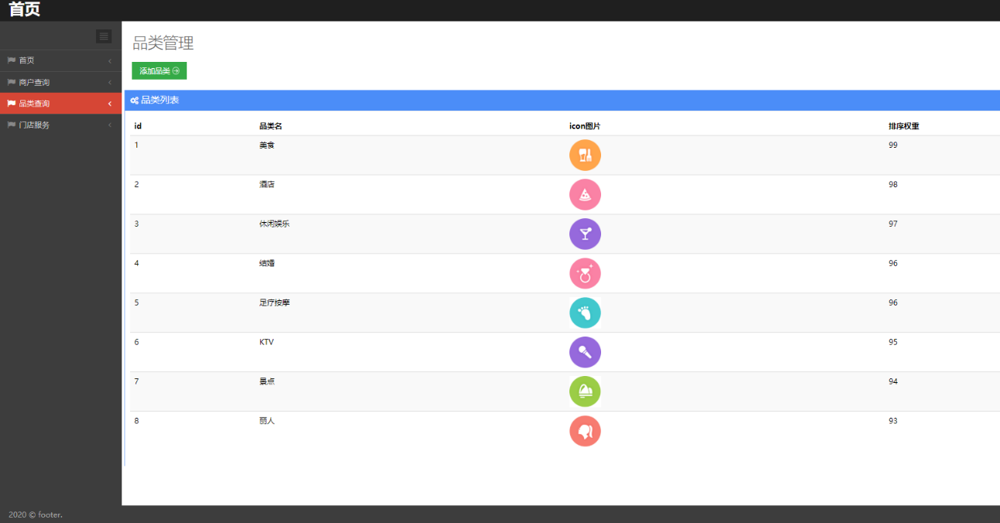 首页
首页
商户查询
品类查询
门店服务
品类管理
添加品类
品类列表
id 品类名 icon图片 排序权重
1 美食 99
2 酒店 98
3 休闲娱乐 97
4 结婚 96
5 足疗按摩 96
6 KTV 95
7 景点 94
8 丽人 93
2020 © footer.